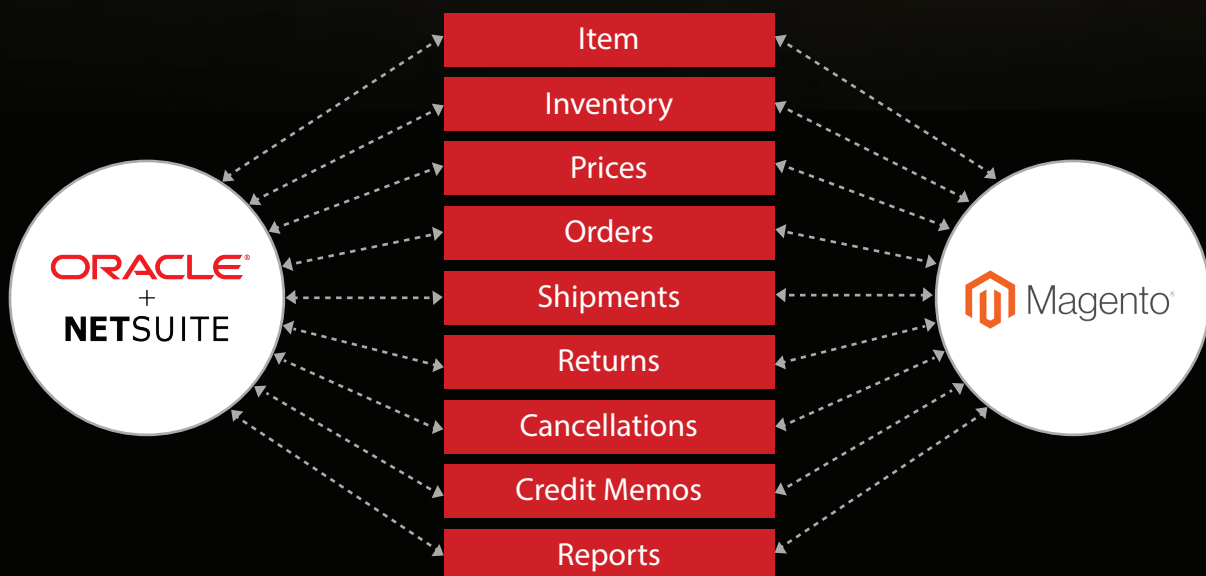 Item
Inventory
Prices
Orders
Shipments
Returns
Cancellations
Credit Memos
Reports
ORACLE®
+
NETSUITE
Magento®